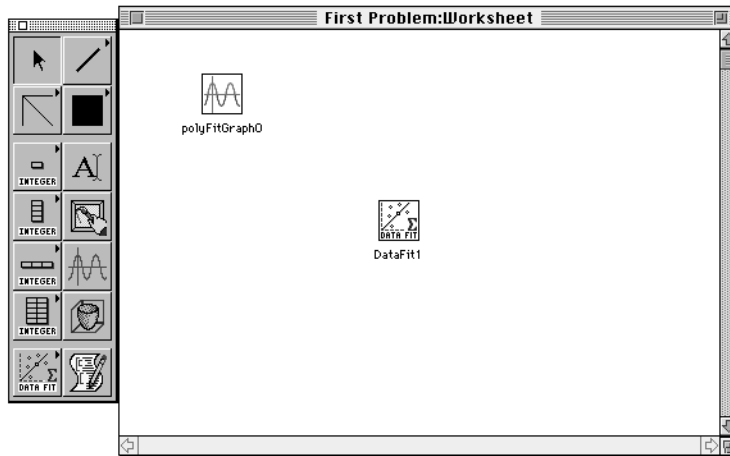 First Problem:Worksheet
polyFitGraph0
DATA FIT
DataFit1
INTEGER
A
INTEGER
INTEGER
INTEGER
DATA FIT